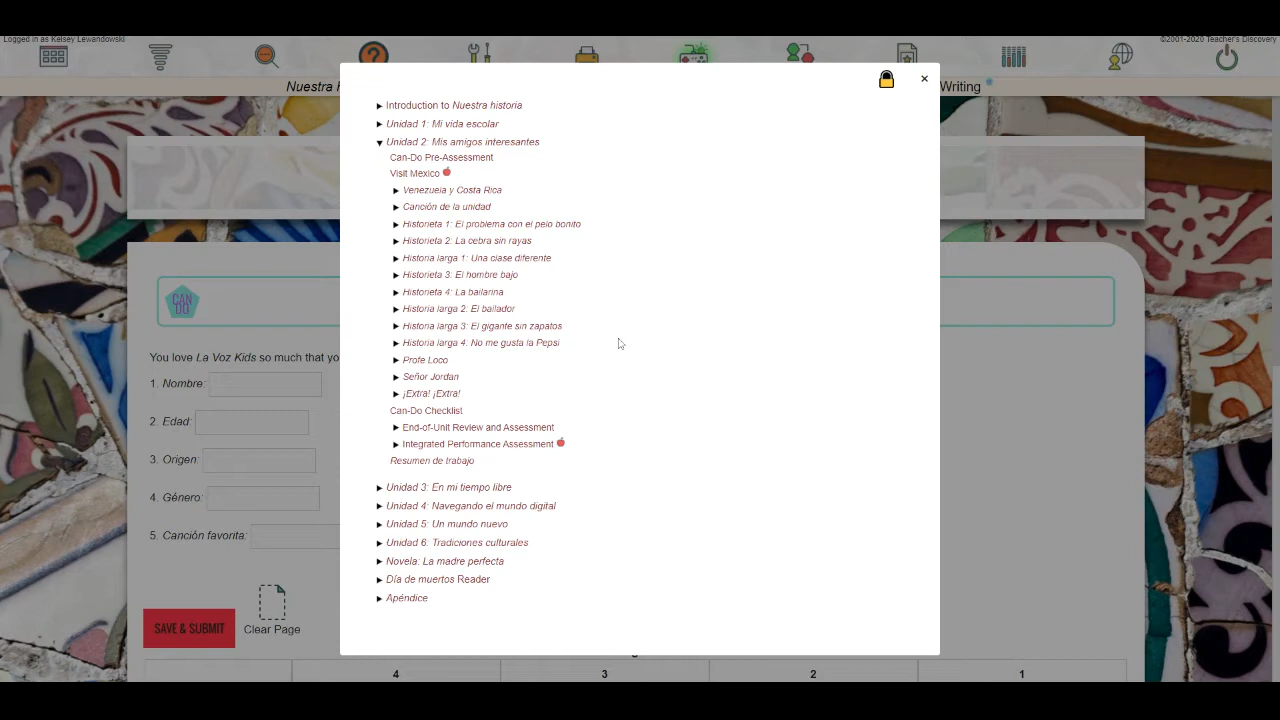 Logged in as Kelsey Lewandowski
©2001-2020 Teacher's Discovery
Nuestra
Writing
Introduction to Nuestra historia
Unidad 1: Mi vida escolar
Unidad 2: Mis amigos interesantes
Can-Do Pre-Assessment
Visit Mexico
Venezuela y Costa Rica
Canción de la unidad
Historieta 1: El problema con el pelo bonito
Historieta 2: La cebra sin rayas
Historia larga 1: Una clase diferente
Historieta 3: El hombre bajo
Historieta 4: La bailarina
Historia larga 2: El bailador
Historia larga 3: El gigante sin zapatos
Historia larga 4: No me gusta la Pepsi
Profe Loco
Señor Jordan
¡Extra! ¡Extra!
Can-Do Checklist
End-of-Unit Review and Assessment
Integrated Performance Assessment
Resumen de trabajo
Unidad 3: En mi tiempo libre
Unidad 4: Navegando el mundo digital
Unidad 5: Un mundo nuevo
Unidad 6: Tradiciones culturales
Novela: La madre perfecta
Día de muertos Reader
Apéndice
CAN DO
You love La Voz Kids so much that yo
1. Nombre:
2. Edad:
3. Origen:
4. Género:
5. Canción favorita:
SAVE & SUBMIT
Clear Page
4 3 2 1